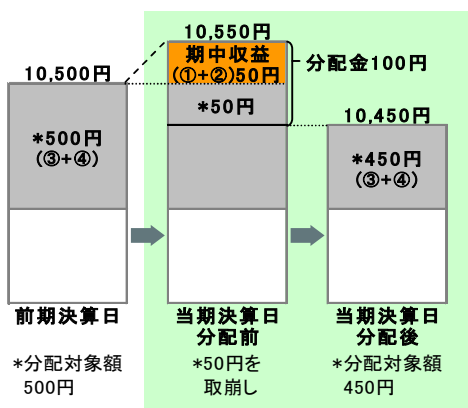 10,550円
期中収益
(①+②)50円
分配金100円
10,500円
*50円
10,450円
*500円
(③+④)
*450円
(③+④)
前期決算日
当期決算日
分配前
当期決算日
分配後
*分配対象額
500円
*50円を
取崩し
*分配対象額
450円